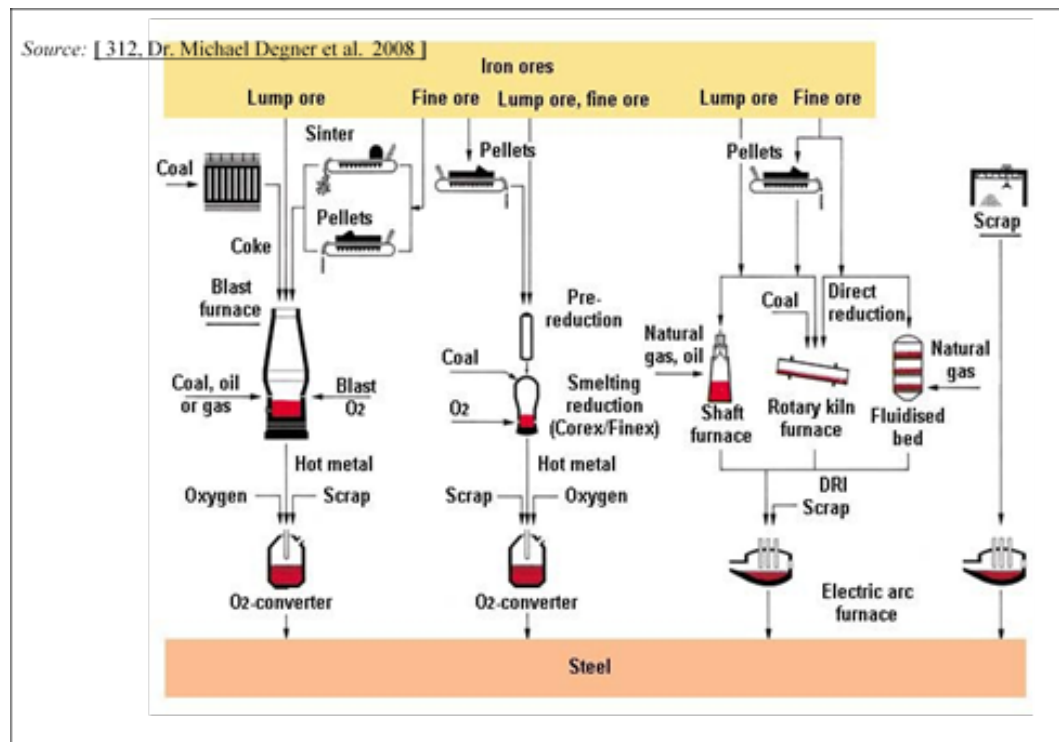 Source: [ 312, Dr. Michael Degner et al. 2008 ]
Iron ores
Lump ore
Fine ore
Lump ore, fine ore
Lump ore
Fine ore
Sinter
Coal
Pellets
Pellets
Pellets
Scrap
Coke
Blast
furnace
Pre-
reduction
Coal
Direct
reduction
Natural
gas, oil
Natural
gas
Coal
Coal, oil
or gas
Blast
O2
O2
Smelting
reduction
(Corex/Finex)
Shaft
furnace
Rotary kiln
furnace
Fluidised
bed
Hot metal
Hot metal
Oxygen
Scrap
Scrap
Oxygen
DRI
Scrap
O2-converter
O2-converter
Electric arc
furnace
Steel